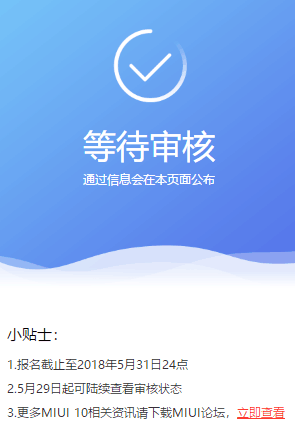 等待审核
通过信息会在本页面公布
小贴士：
1.报名截止至2018年5月31日24点
2.5月29日起可陆续查看审核状态
3.更多MIUI 10相关资讯请下载MIUI论坛，立即查看